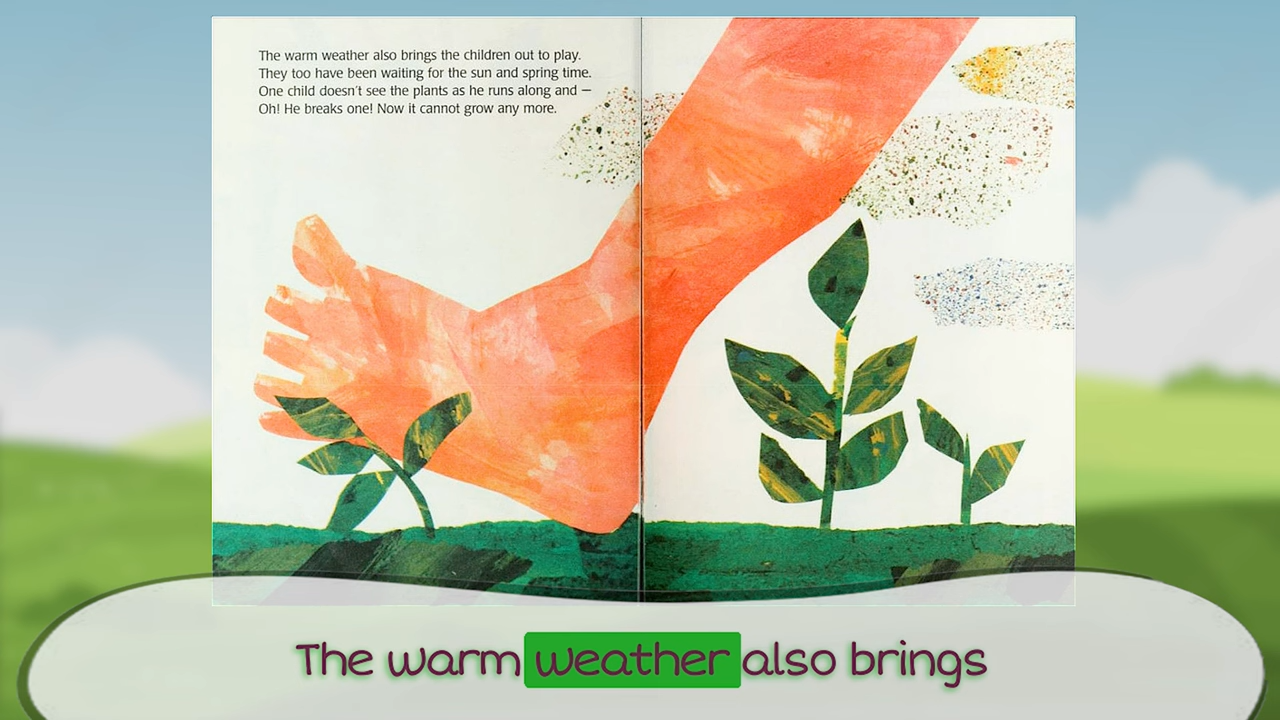 The warm weather also brings the children out to play.
They too have been waiting for the sun and spring time.
One child doesn't see the plants as he runs along and —
Oh! He breaks one! Now it cannot grow any more.
The warm weather also brings